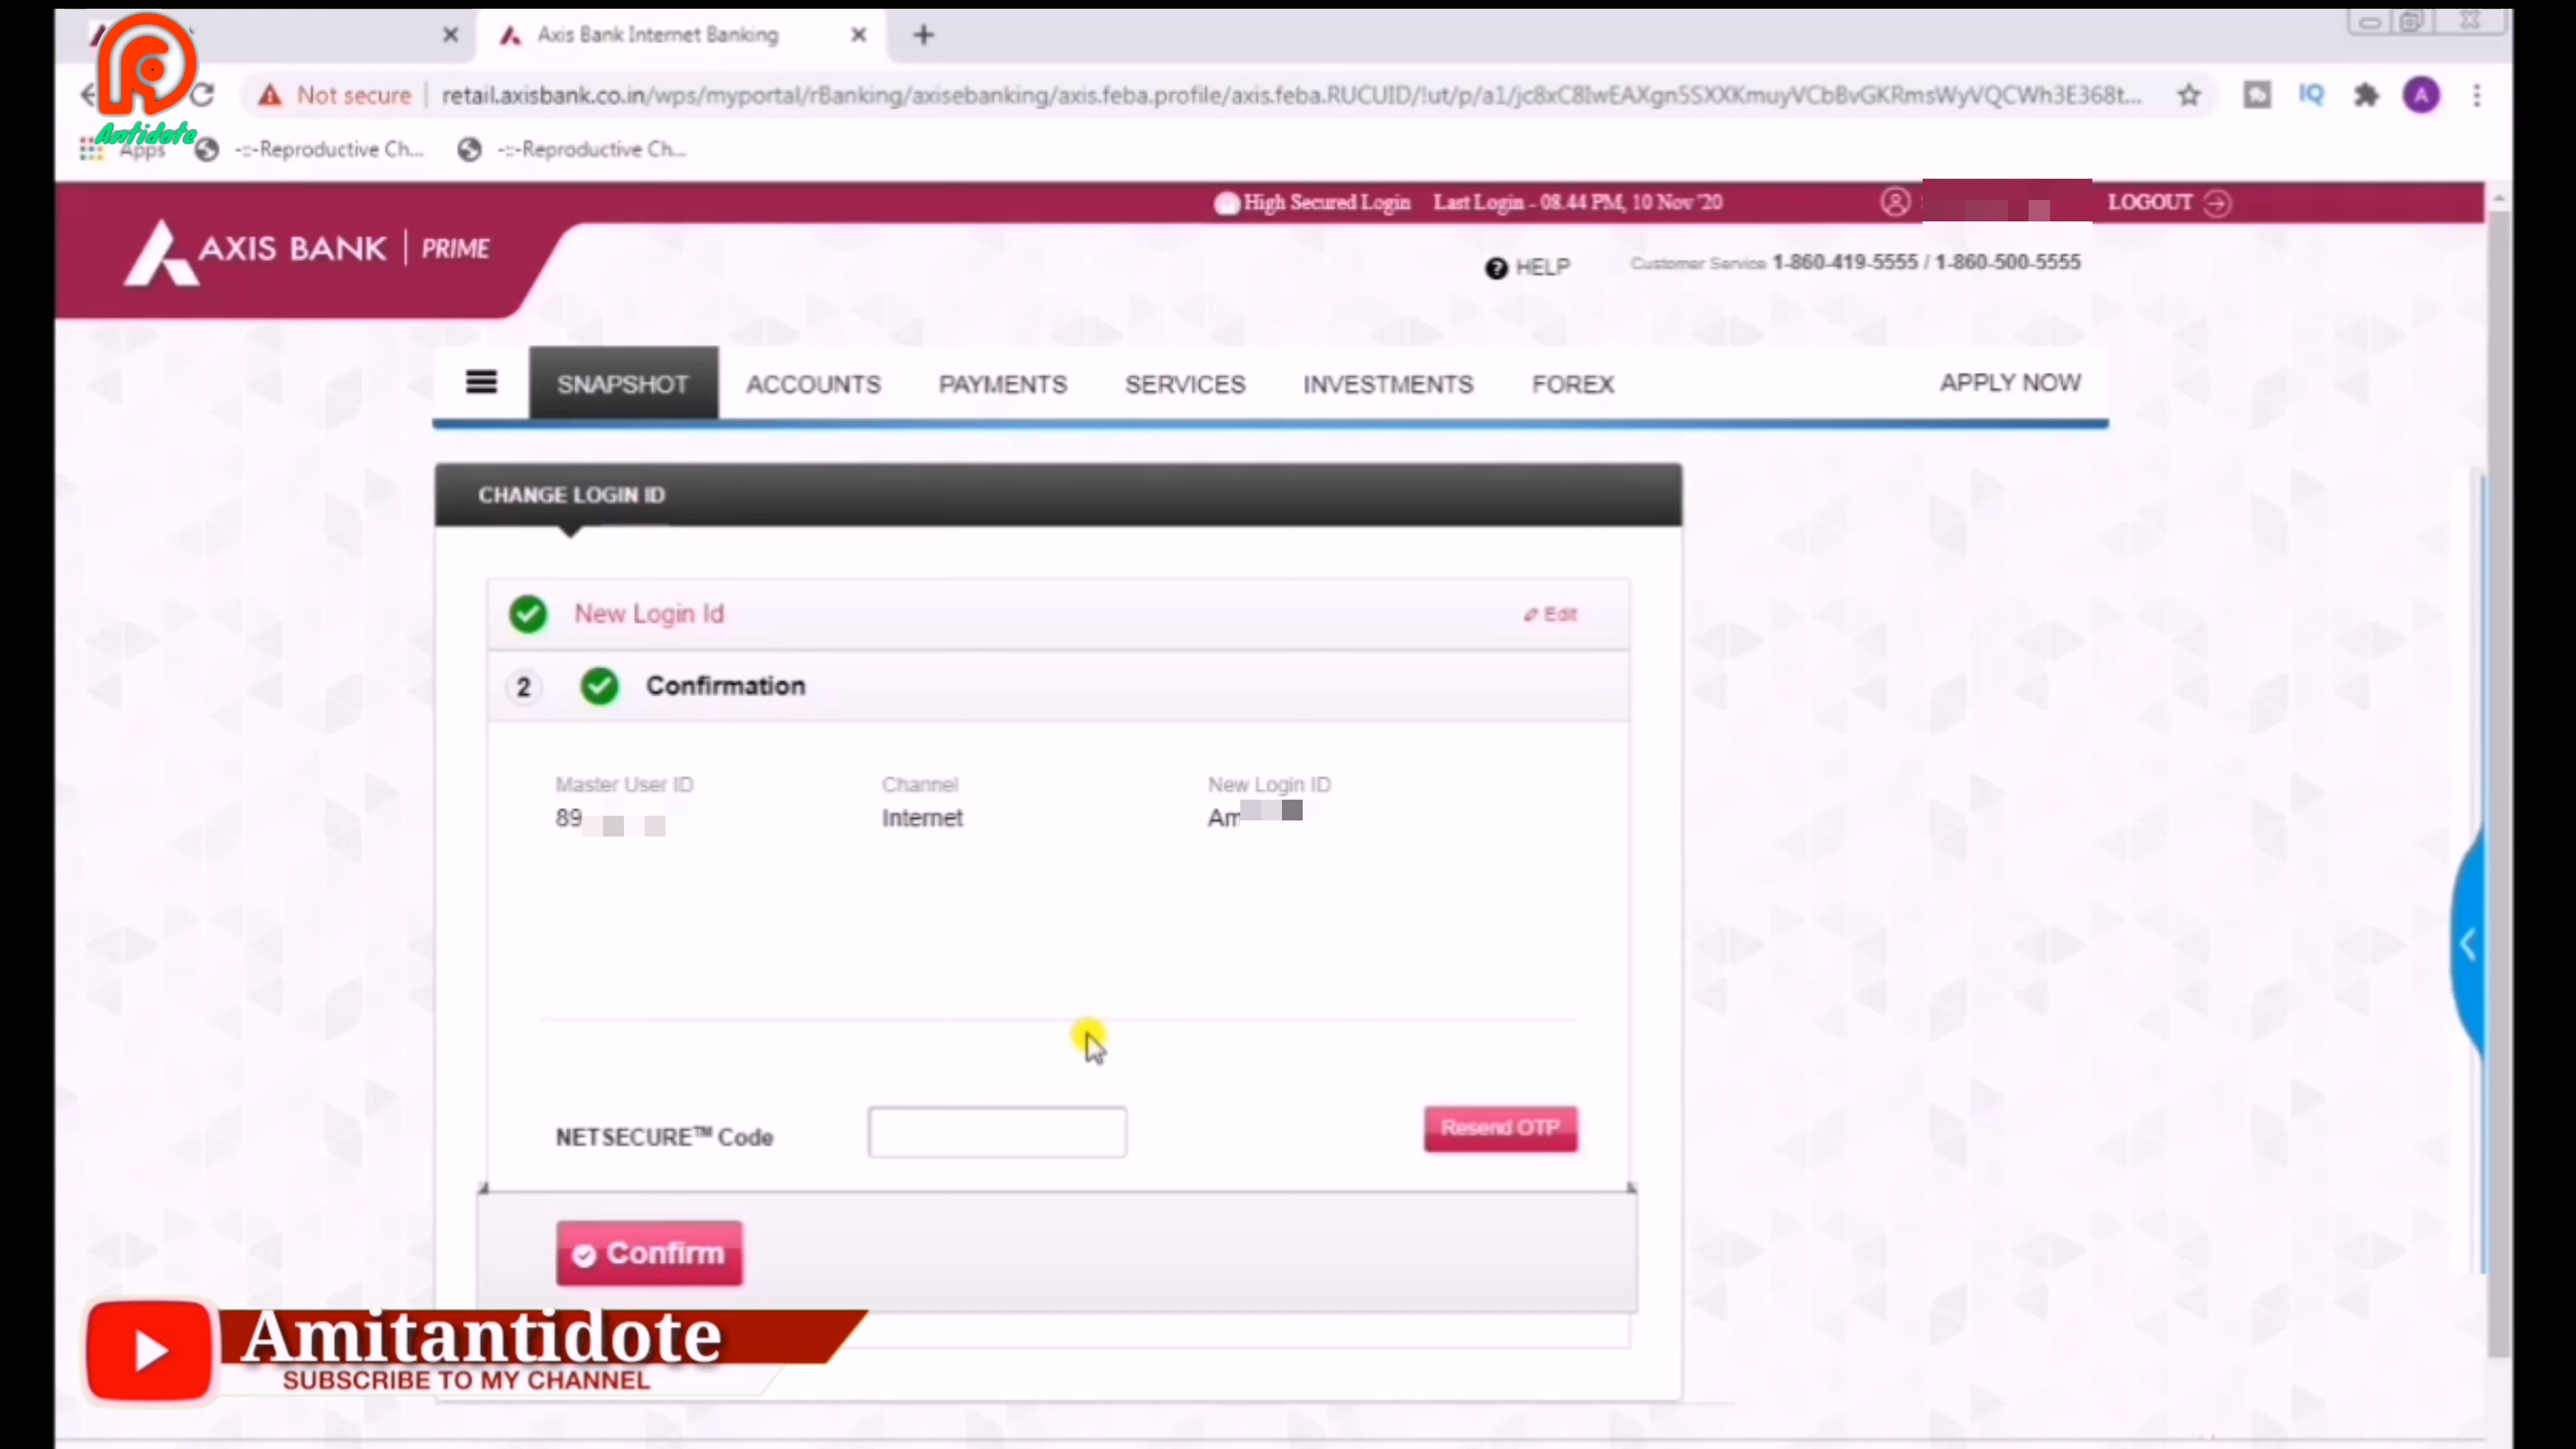 Axis Bank Internet Banking
Not secure
retail.axisbank.co.in/wps/myportal/rBanking/axisebanking/axis.feba.profile/axis.feba.RUCUID/!ut/p/a1/jc8xC8IwEAXgn5SXXKmuyVCbBvGKRmsWyVQCWh3E368t...
IQ
A
Antidote
Apps
-::-Reproductive Ch...
-::-Reproductive Ch...
High Secured Login
Last Login - 08.44 PM, 10 Nov '20
LOGOUT
AXIS BANK | PRIME
HELP
Customer Service 1-860-419-5555 / 1-860-500-5555
SNAPSHOT
ACCOUNTS
PAYMENTS
SERVICES
INVESTMENTS
FOREX
APPLY NOW
CHANGE LOGIN ID
New Login Id
Edit
2
Confirmation
Master User ID
Channel
New Login ID
89
Internet
Am
NETSECURE™ Code
Resend OTP
Confirm
Amitantidote
SUBSCRIBE TO MY CHANNEL